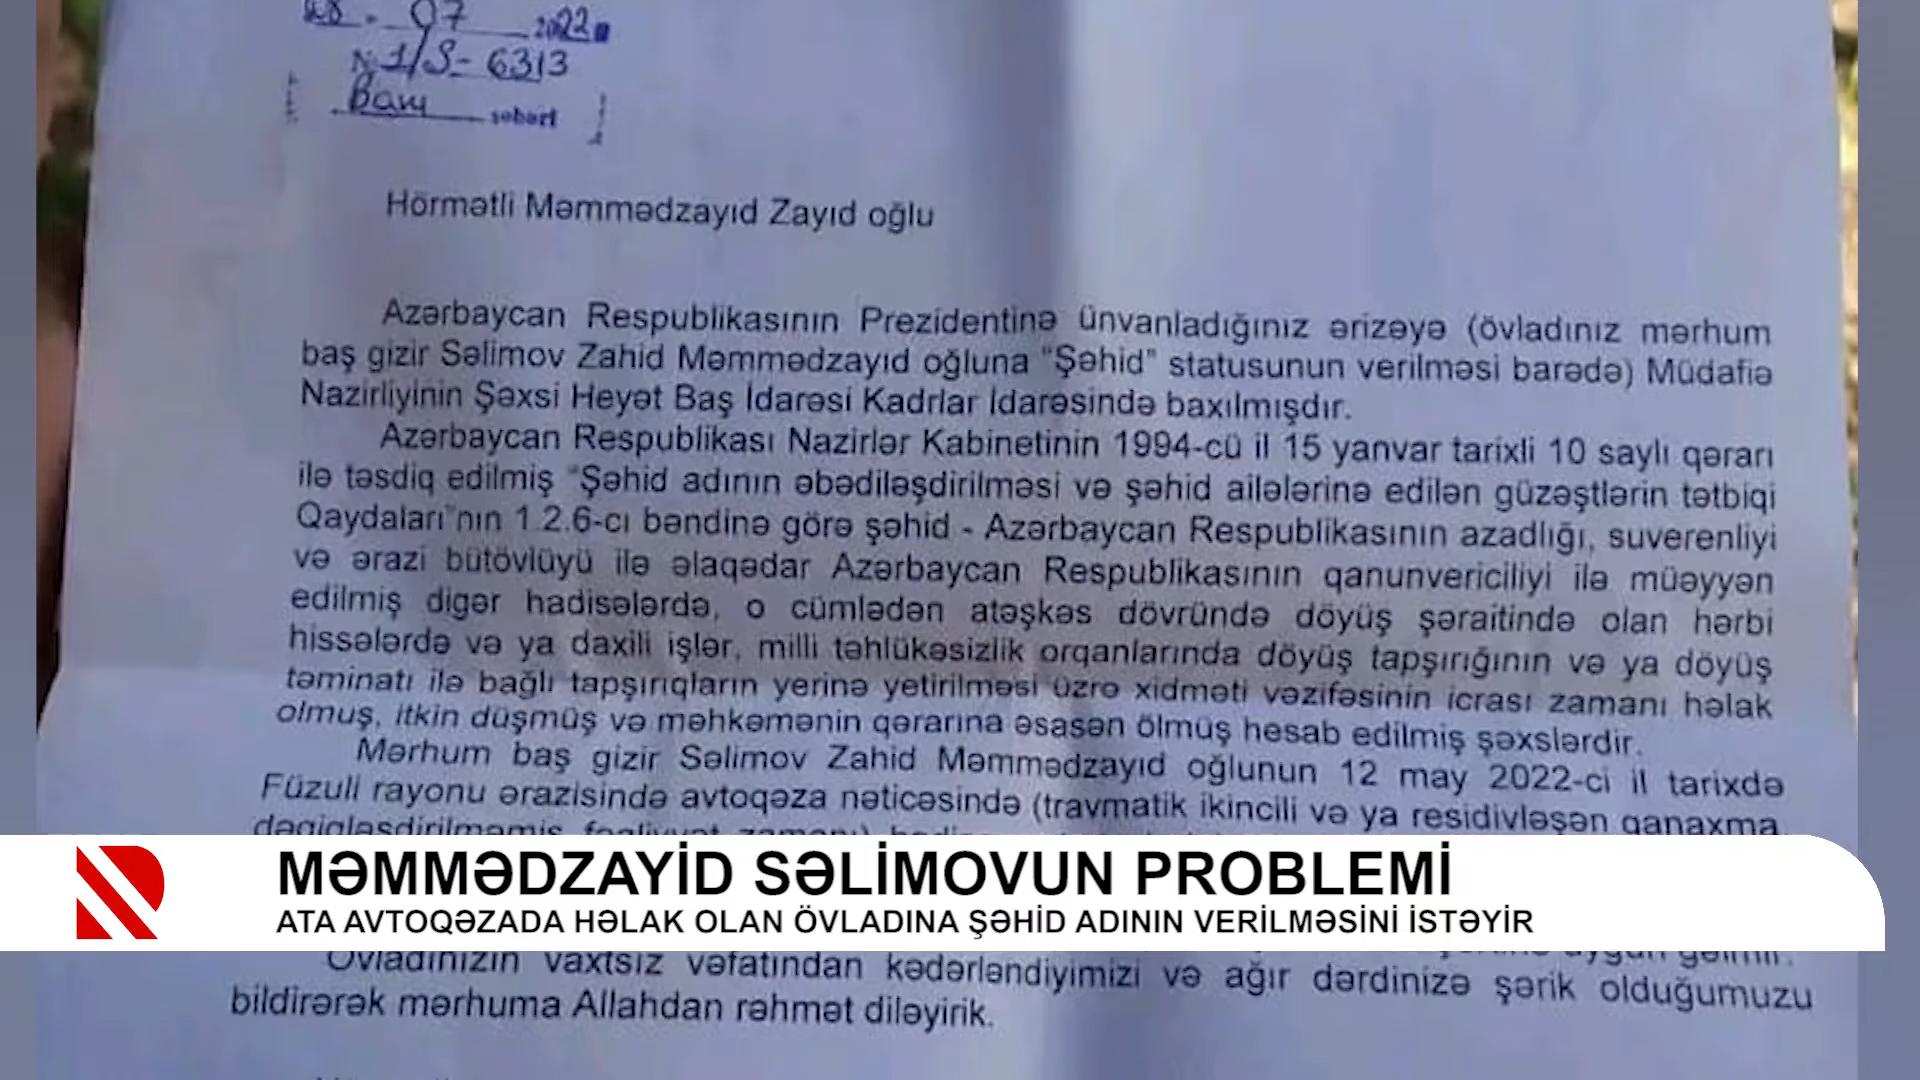 28. 07 2022
№ 1/S- 6313
Bakı şəhəri
Hörmətli Məmmədzayıd Zayıd oğlu
Azərbaycan Respublikasının Prezidentinə ünvanladığınız ərizəyə (övladınız mərhum
baş gizir Səlimov Zahid Məmmədzayıd oğluna "Şəhid" statusunun verilməsi barədə) Müdafiə
Nazirliyinin Şəxsi Heyət Baş İdarəsi Kadrlar İdarəsində baxılmışdır.
Azərbaycan Respublikası Nazirlər Kabinetinin 1994-cü il 15 yanvar tarixli 10 saylı qərarı
ilə təsdiq edilmiş "Şəhid adının əbədiləşdirilməsi və şəhid ailələrinə edilən güzəştlərin tətbiqi
Qaydaları"nın 1.2.6-cı bəndinə görə şəhid - Azərbaycan Respublikasının azadlığı, suverenliyi
və ərazi bütövlüyü ilə əlaqədar Azərbaycan Respublikasının qanunvericiliyi ilə müəyyən
edilmiş digər hadisələrdə, o cümlədən atəşkəs dövründə döyüş şəraitində olan hərbi
hissələrdə və ya daxili işlər, milli təhlükəsizlik orqanlarında döyüş tapşırığının və ya döyüş
təminatı ilə bağlı tapşırıqların yerinə yetirilməsi üzrə xidməti vəzifəsinin icrası zamanı həlak
olmuş, itkin düşmüş və məhkəmənin qərarına əsasən ölmüş hesab edilmiş şəxslərdir.
Mərhum baş gizir Səlimov Zahid Məmmədzayıd oğlunun 12 may 2022-ci il tarixdə
Füzuli rayonu ərazisində avtoqəza nəticəsində (travmatik ikincili və ya residivləşən qanaxma,
dəqiqləşdirilməmiş fəaliyyət zamanı)
MƏMMƏDZAYİD SƏLİMOVUN PROBLEMİ
ATA AVTOQƏZADA HƏLAK OLAN ÖVLADINA ŞƏHİD ADININ VERİLMƏSİNİ İSTƏYİR
uyğun gəlmir.
Övladınızın vaxtsız vəfatından kədərləndiyimizi və ağır dərdinizə şərik olduğumuzu
bildirərək mərhuma Allahdan rəhmət diləyirik.